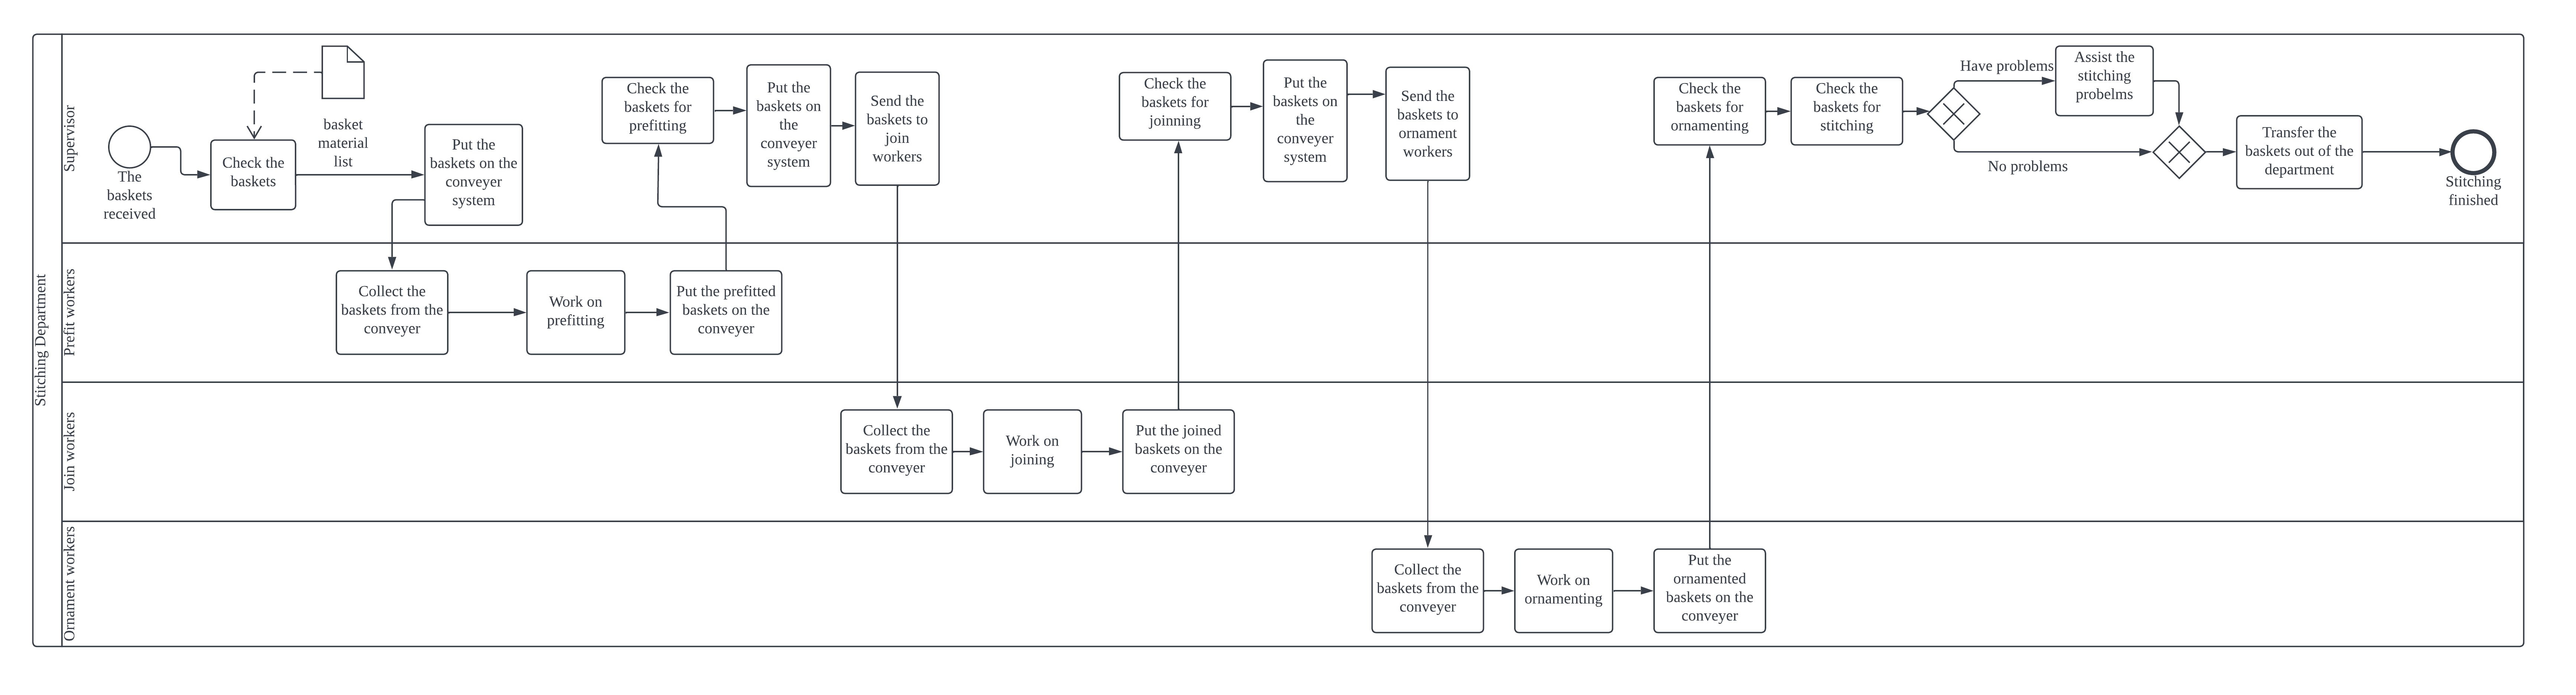 Stitching Department
Supervisor
The
baskets
received
Check the
baskets
basket
material
list
Put the
baskets on the
conveyer
system
Check the
baskets for
prefitting
Put the
baskets on
the
conveyer
system
Send the
baskets to
join
workers
Check the
baskets for
joinning
Put the
baskets on
the
conveyer
system
Send the
baskets to
ornament
workers
Check the
baskets for
ornamenting
Check the
baskets for
stitching
Have problems
No problems
Assist the
stitching
probelms
Transfer the
baskets out of the
department
Stitching
finished
Prefit workers
Collect the
baskets from the
conveyer
Work on
prefitting
Put the prefitted
baskets on the
conveyer
Join workers
Collect the
baskets from the
conveyer
Work on
joining
Put the joined
baskets on the
conveyer
Ornament workers
Collect the
baskets from the
conveyer
Work on
ornamenting
Put the
ornamented
baskets on the
conveyer